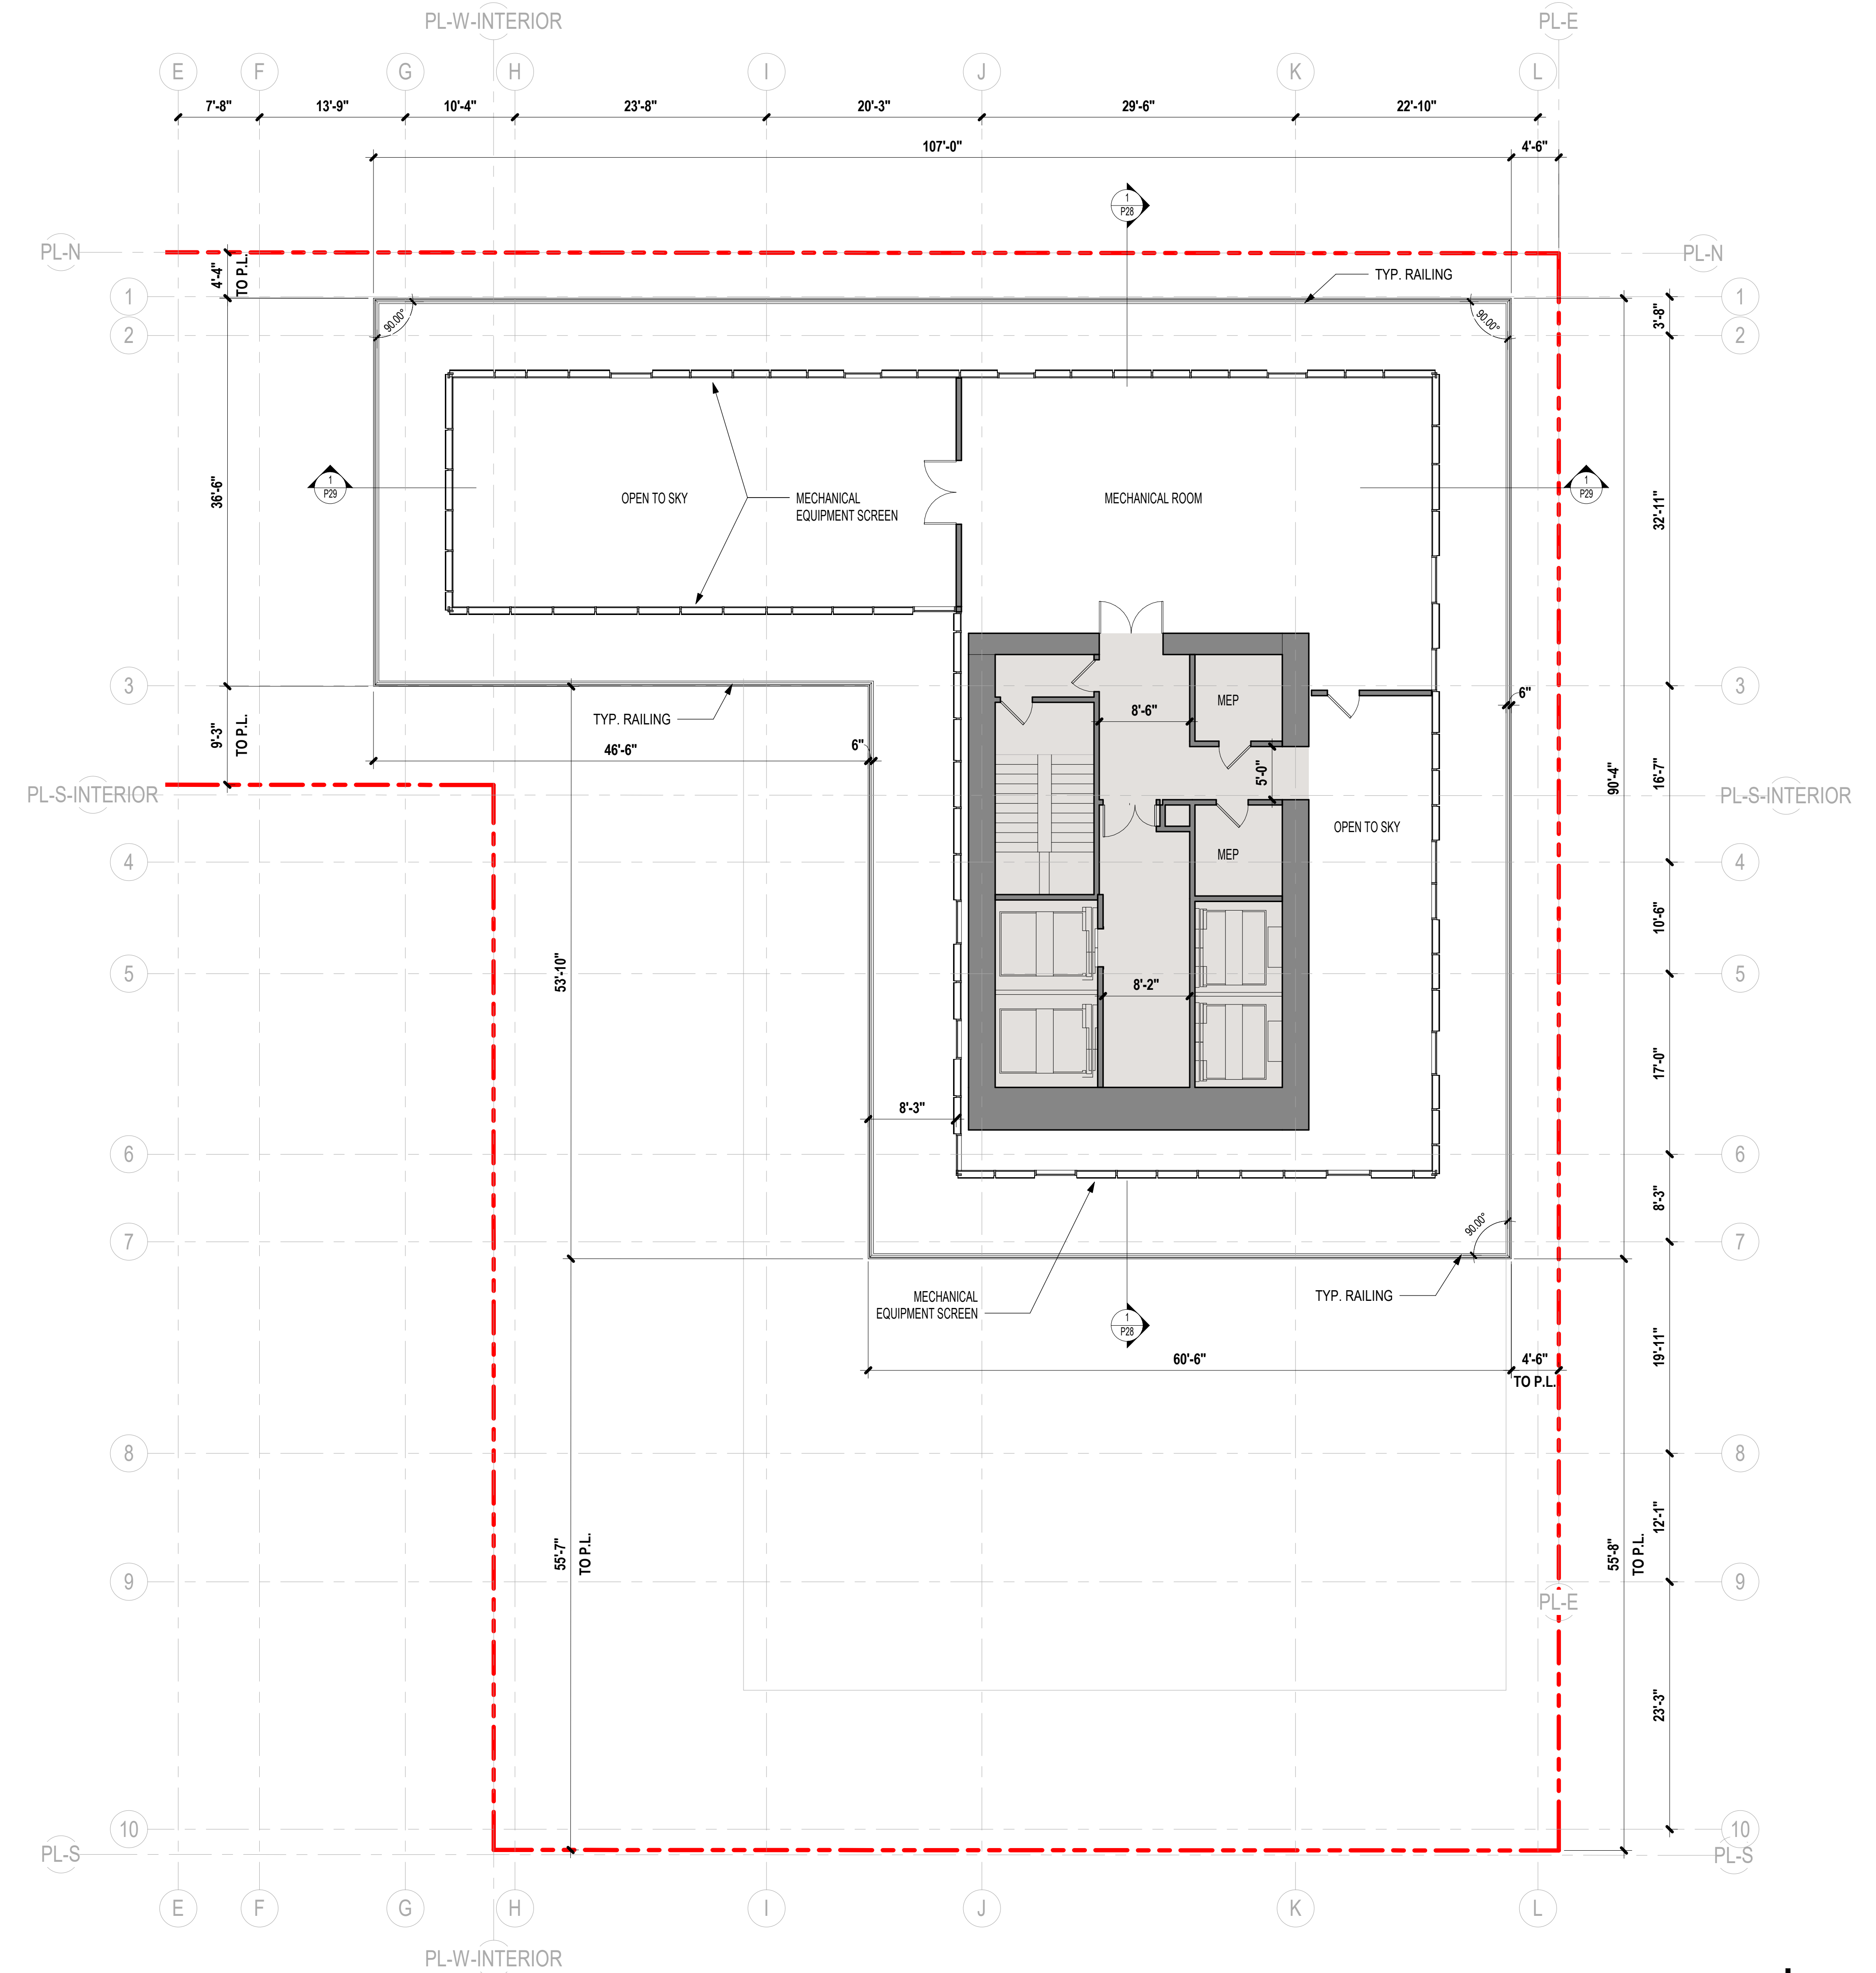 PL-W-INTERIOR
PL-E
E
F
G
H
I
J
K
L
7'-8"
13'-9"
10'-4"
23'-8"
20'-3"
29'-6"
22'-10"
107'-0"
4'-6"
1
P28
PL-N
PL-N
4'-4"
TO P.L.
TYP. RAILING
1
1
3'-8"
90.00°
90.00°
2
2
36'-6"
1
P29
OPEN TO SKY
MECHANICAL
EQUIPMENT SCREEN
MECHANICAL ROOM
1
P29
32'-11"
3
3
9'-3"
TO P.L.
TYP. RAILING
46'-6"
6"
8'-6"
MEP
6"
5'-0"
90'-4"
16'-7"
PL-S-INTERIOR
PL-S-INTERIOR
OPEN TO SKY
MEP
4
4
10'-6"
53'-10"
5
5
8'-2"
17'-0"
8'-3"
6
6
8'-3"
90.00°
7
7
MECHANICAL
EQUIPMENT SCREEN
TYP. RAILING
1
P28
60'-6"
4'-6"
TO P.L.
19'-11"
8
8
12'-1"
55'-7"
TO P.L.
55'-8"
TO P.L.
9
9
PL-E
23'-3"
10
10
PL-S
PL-S
E
F
G
H
I
J
K
L
PL-W-INTERIOR